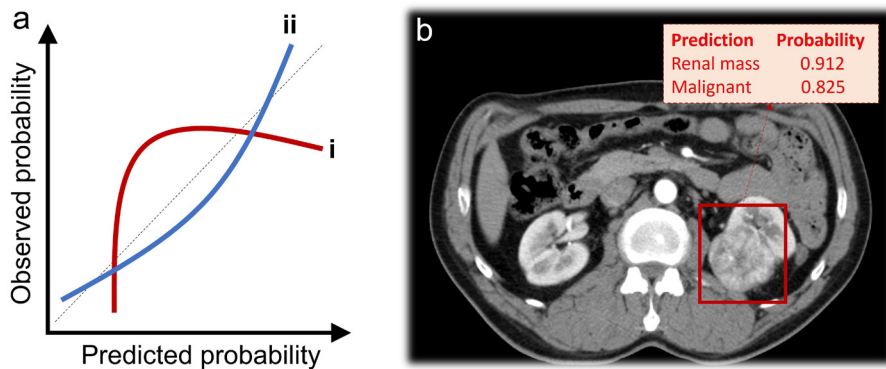 a
ii
i
Observed probability
Predicted probability
b
Prediction Probability
Renal mass 0.912
Malignant 0.825